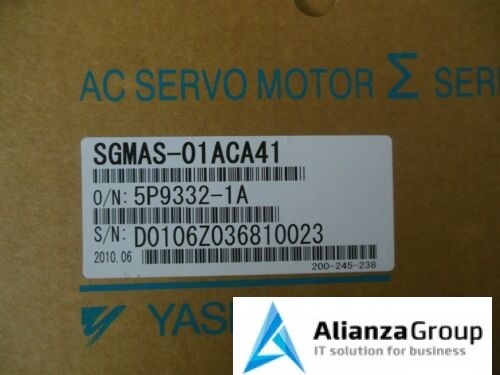 AC SERVO MOTOR Σ SERI
SGMAS-01ACA41
O/N: 5P9332-1A
S/N: D0106Z036810023
2010.06
200-245-238
YAS
AlianzaGroup
IT solution for business